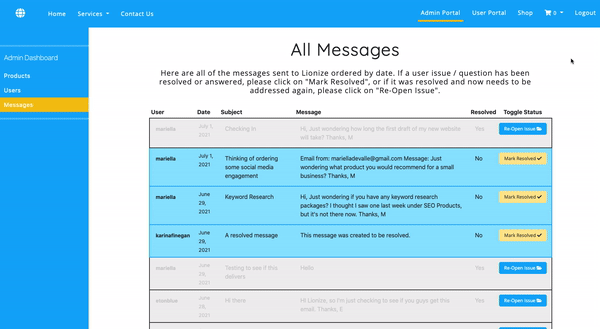 Home Services Contact Us Admin Portal User Portal Shop 0 Logout
Admin Dashboard
Products
Users
Messages
All Messages
Here are all of the messages sent to Lionize ordered by date. If a user issue / question has been
resolved or answered, please click on "Mark Resolved", or if it was resolved and now needs to be
addressed again, please click on "Re-Open Issue".
User Date Subject Message Resolved Toggle Status
mariella July 1, 2021 Checking in Hi, Just wondering how long the first draft of my new website
will take? Thanks, M Yes Re-Open Issue
mariella July 1, 2021 Thinking of ordering
some social media
engagement Email from: marielladevalle@gmail.com Message: Just
wondering what product you would recommend for a small
business? Thanks, M No Mark Resolved
mariella June 29, 2021 Keyword Research Hi, Just wondering if you have any keyword research
packages? I thought I saw one last week under SEO Products,
but it's not there now. Thanks, M No Mark Resolved
karinafinegan June 29, 2021 A resolved message This message was created to be resolved. No Mark Resolved
mariella June 2021 Testing to see if this
delivers Hello Yes Re-Open Issue
June hi there Hi Lionize, so I'm just checking to see if you guys get this
email. Thanks, E Yes Re-Open Issue